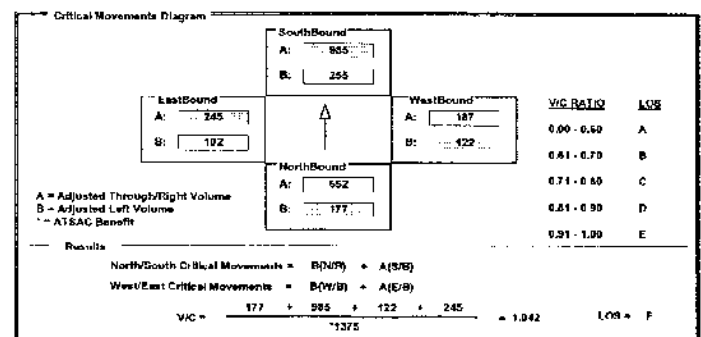 Critical Movements Diagram
SouthBound
A: 985
B: 255
EastBound
A: 245
B: 102
WestBound
A: 187
B: 122
NorthBound
A: 652
B: 177
V/C RATIO LOS
0.00 - 0.60 A
0.61 - 0.70 B
0.71 - 0.80 C
0.81 - 0.90 D
0.91 - 1.00 E
A = Adjusted Through/Right Volume
B = Adjusted Left Volume
* = ATSAC Benefit
Results
North/South Critical Movements = B(N/B) + A(S/B)
West/East Critical Movements = B(W/B) + A(E/B)
V/C = 177 + 985 + 122 + 245 = 1.042 LOS = F
*1375